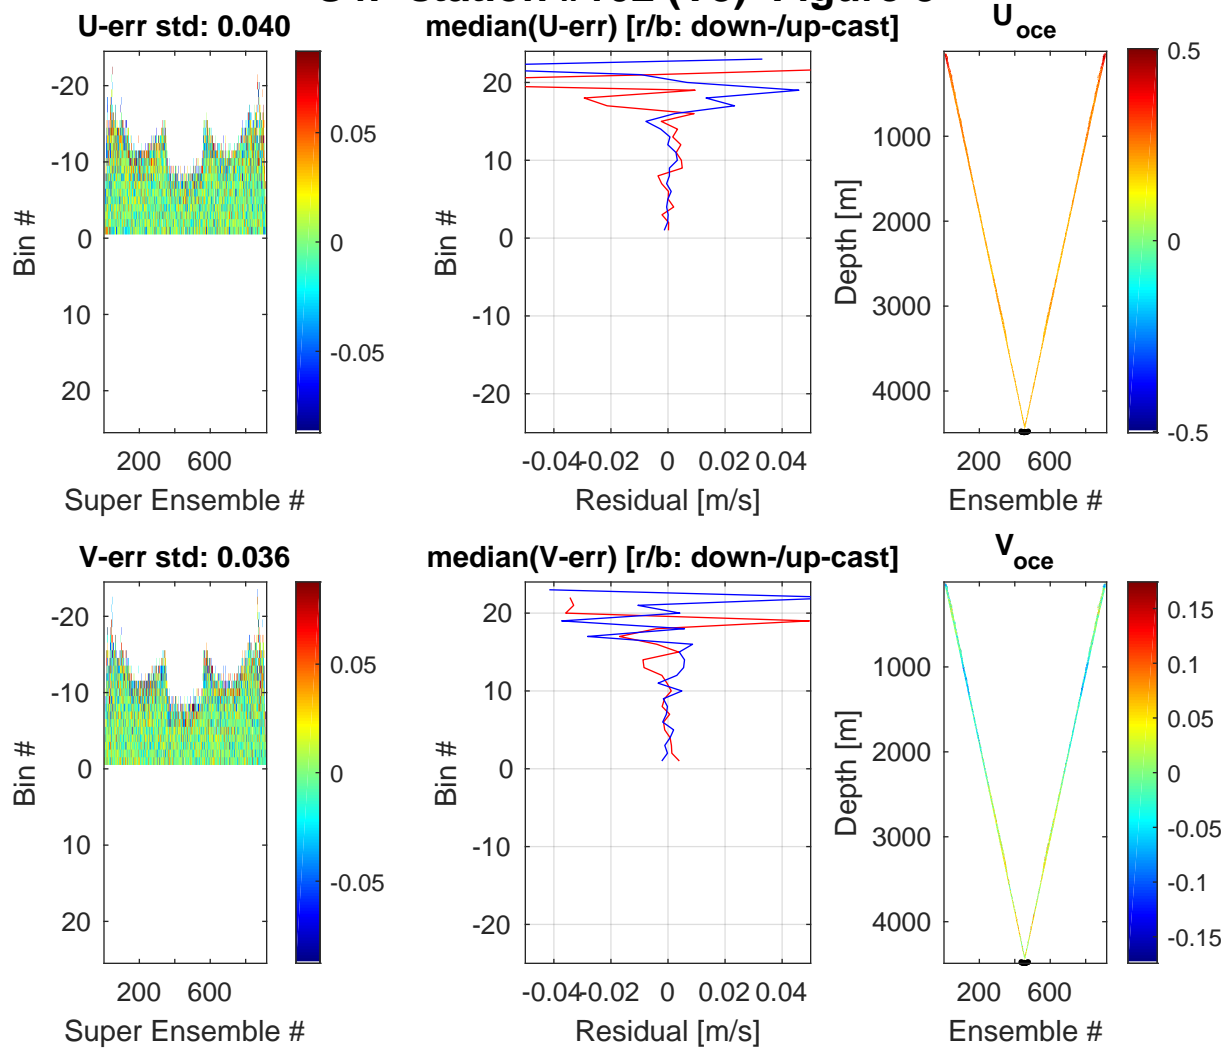 U-err std: 0.040
median(U-err) [r/b: down-/up-cast]
U oce
-20
-10
0
10
20
Bin #
200 600
Super Ensemble #
0.05
0
-0.05
20
10
0
-10
-20
Bin #
-0.04 -0.02 0 0.02 0.04
Residual [m/s]
1000
2000
3000
4000
Depth [m]
200 600
Ensemble #
0.5
0
-0.5
V-err std: 0.036
median(V-err) [r/b: down-/up-cast]
V oce
-20
-10
0
10
20
Bin #
200 600
Super Ensemble #
0.05
0
-0.05
20
10
0
-10
-20
Bin #
-0.04 -0.02 0 0.02 0.04
Residual [m/s]
1000
2000
3000
4000
Depth [m]
200 600
Ensemble #
0.15
0.1
0.05
0
-0.05
-0.1
-0.15